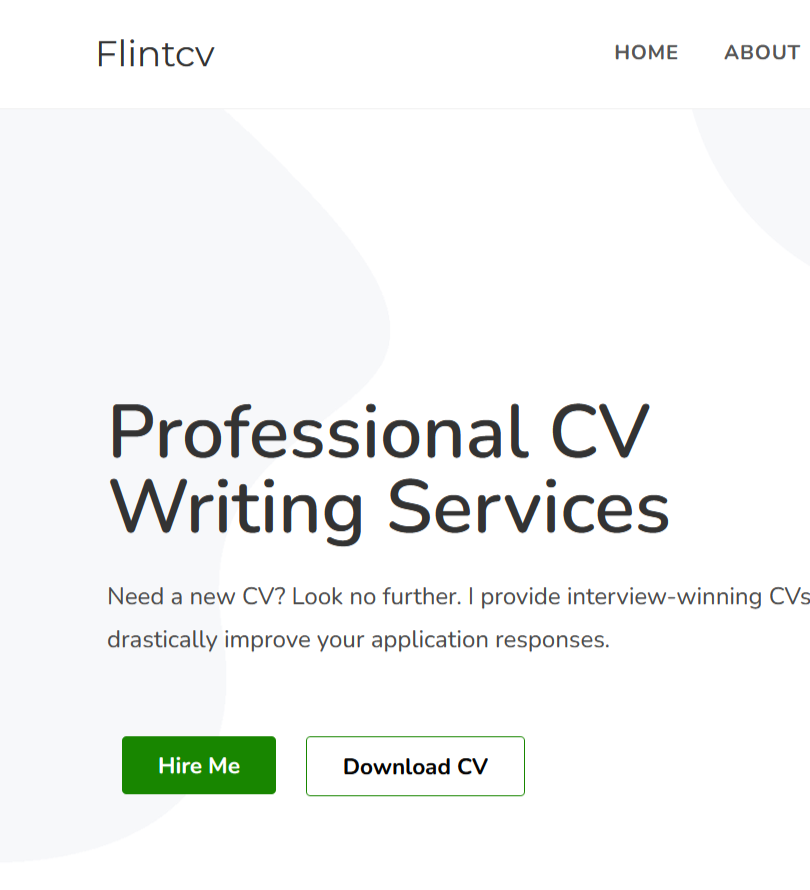 Flintcv
HOME ABOUT
Professional CV
Writing Services
Need a new CV? Look no further. I provide interview-winning CVs
drastically improve your application responses.
Hire Me Download CV